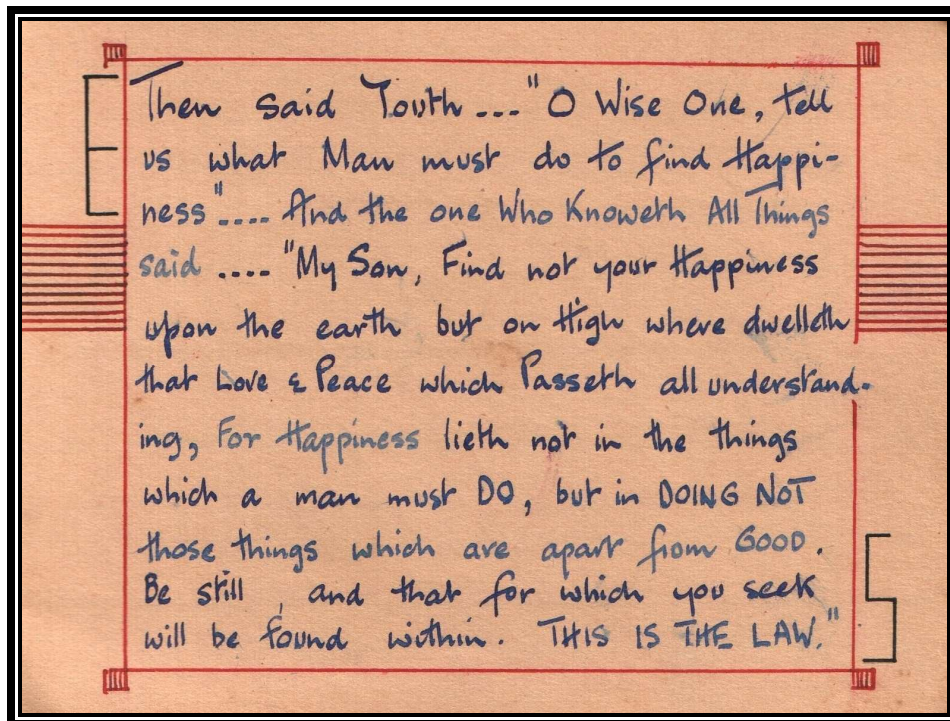 Then said Youth ... "O Wise One, tell
us what Man must do to find Happi-
ness".... And the one Who Knoweth All Things
said .... "My Son, Find not your Happiness
upon the earth but on High where dwelleth
that Love & Peace which Passeth all understand-
ing, For Happiness lieth not in the things
which a man must DO, but in DOING NOT
those things which are apart from GOOD.
Be still, and that for which you seek
will be found within. THIS IS THE LAW."